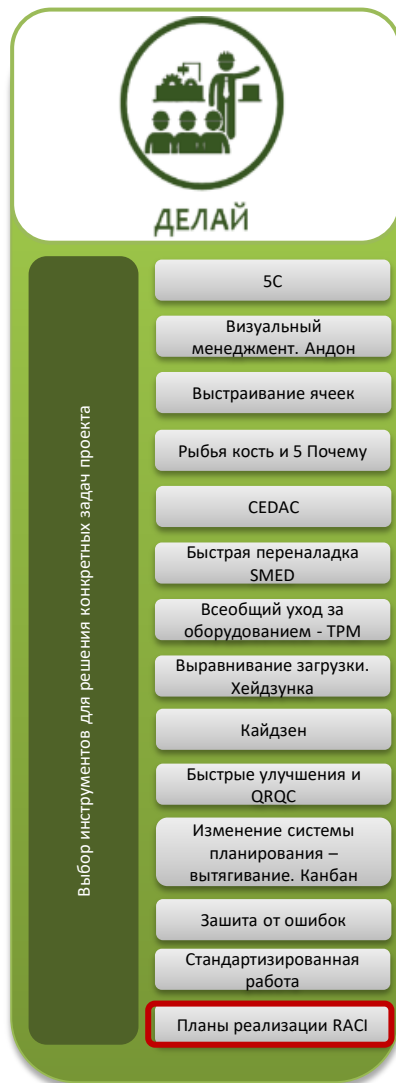 ДЕЛАЙ
Выбор инструментов для решения конкретных задач проекта
5С
Визуальный
менеджмент. Андон
Выстраивание ячеек
Рыбья кость и 5 Почему
CEDAC
Быстрая переналадка
SMED
Всеобщий уход за
оборудованием - ТРМ
Выравнивание загрузки.
Хейдзунка
Кайдзен
Быстрые улучшения и
QRQC
Изменение системы
планирования –
вытягивание. Канбан
Зашита от ошибок
Стандартизированная
работа
Планы реализации RACI